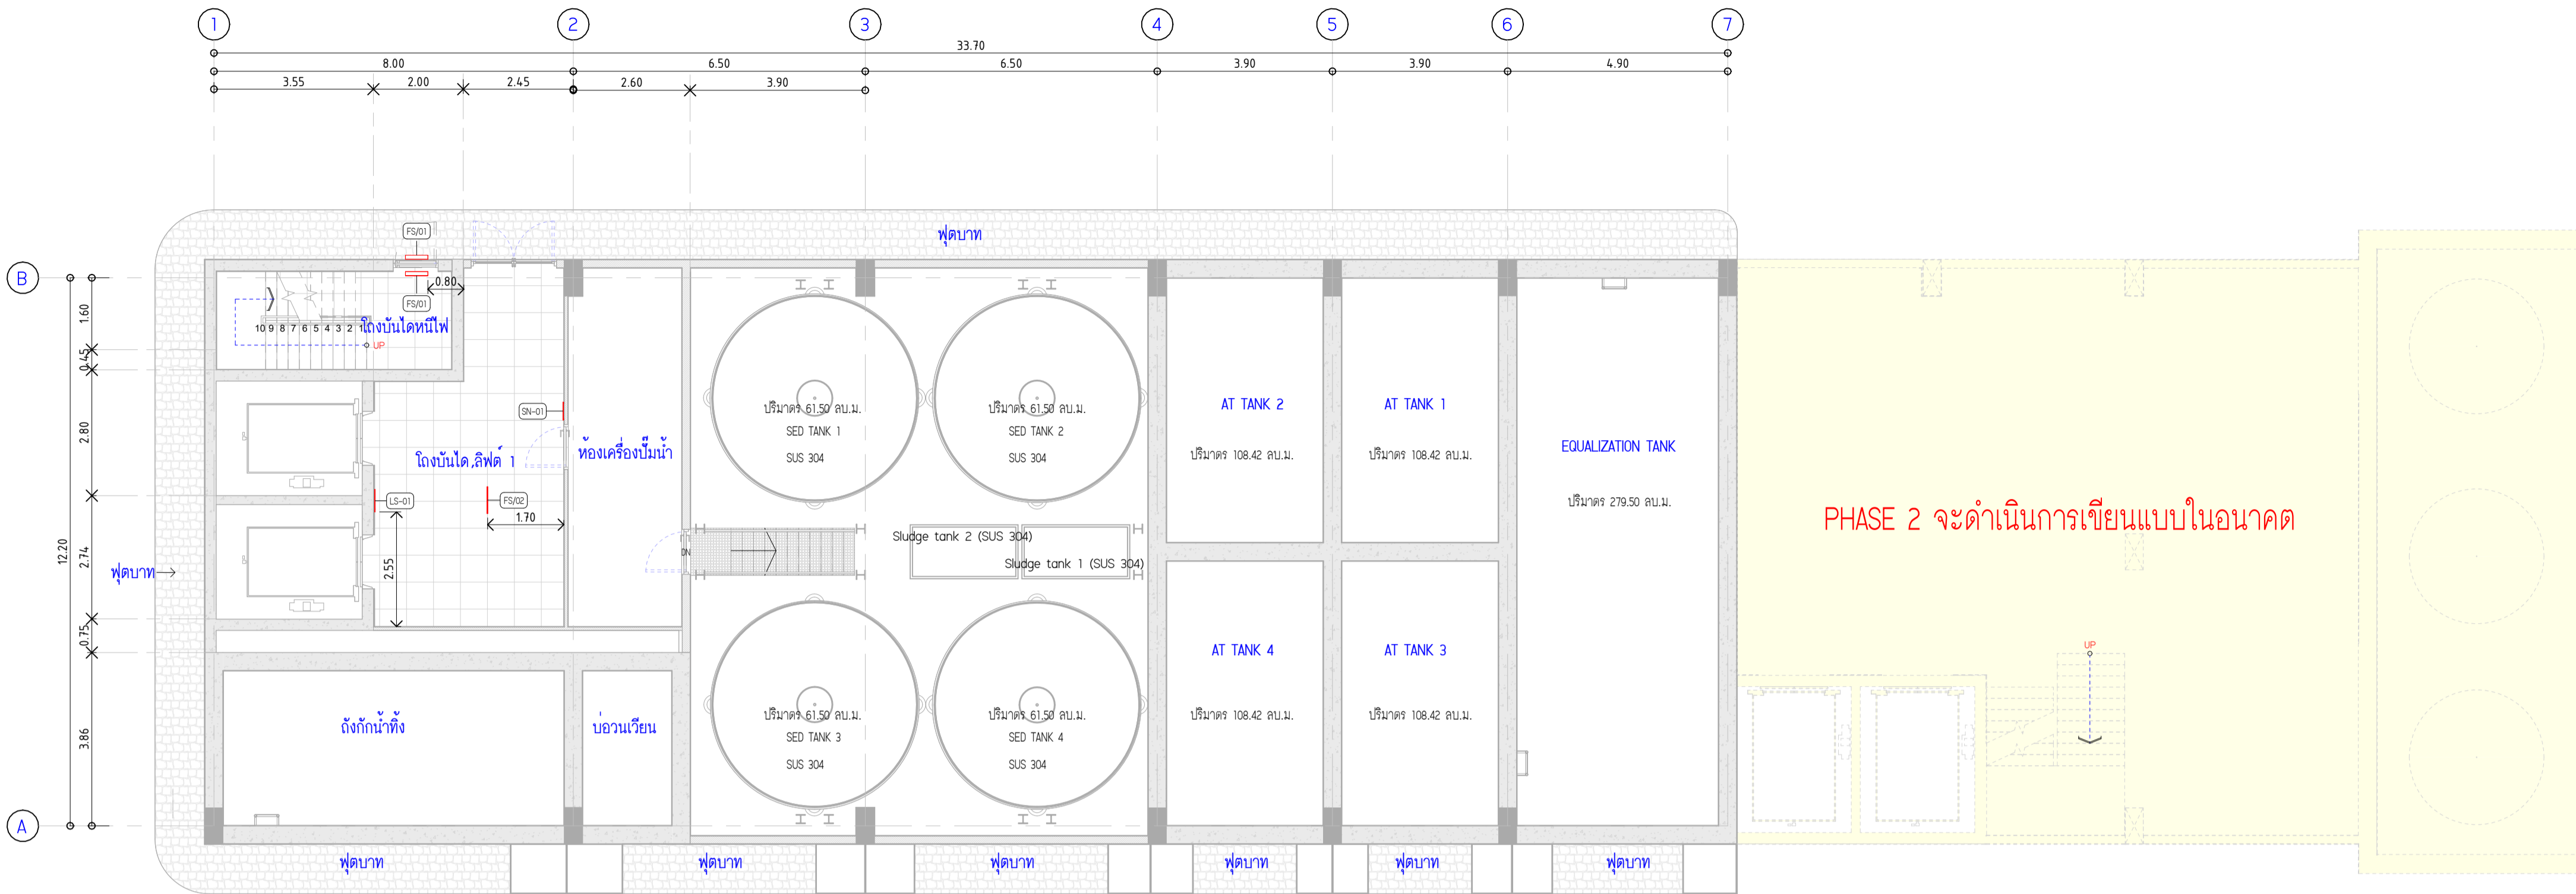 1 2 3 4 5 6 7
33.70
8.00 6.50 6.50 3.90 3.90 4.90
3.55 2.00 2.45 2.60 3.90
FS/01
ฟุตบาท
B
0.80
FS/01
1.60
โถงบันไดหนีไฟ
10 9 8 7 6 5 4 3 2 1
UP
0.45
SN-01
ปริมาตร 61.50 ลบ.ม.
SED TANK 1
SUS 304
ปริมาตร 61.50 ลบ.ม.
SED TANK 2
SUS 304
AT TANK 2
ปริมาตร 108.42 ลบ.ม.
AT TANK 1
ปริมาตร 108.42 ลบ.ม.
EQUALIZATION TANK
ปริมาตร 279.50 ลบ.ม.
2.80
โถงบันได,ลิฟต์ 1
ห้องเครื่องปั๊มน้ำ
LS-01
FS/02
1.70
PHASE 2 จะดำเนินการเขียนแบบในอนาคต
12.20
2.74
2.55
DN
Sludge tank 2 (SUS 304)
Sludge tank 1 (SUS 304)
ฟุตบาท
0.75
UP
AT TANK 4
ปริมาตร 108.42 ลบ.ม.
AT TANK 3
ปริมาตร 108.42 ลบ.ม.
3.86
ถังกักน้ำทิ้ง
บ่อวนเวียน
ปริมาตร 61.50 ลบ.ม.
SED TANK 3
SUS 304
ปริมาตร 61.50 ลบ.ม.
SED TANK 4
SUS 304
A
ฟุตบาท ฟุตบาท ฟุตบาท ฟุตบาท ฟุตบาท ฟุตบาท